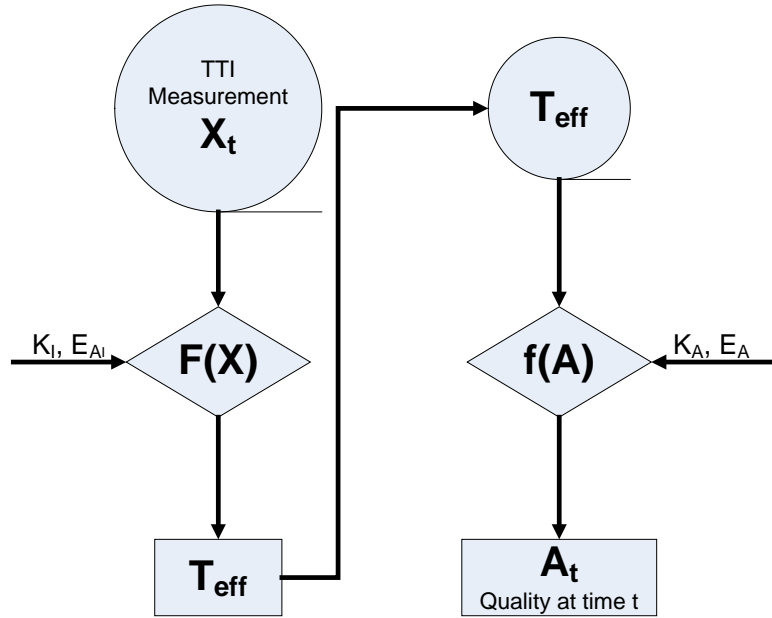 TTI
Measurement
Xt
KI, EAI
F(X)
Teff
Teff
f(A)
KA, EA
At
Quality at time t